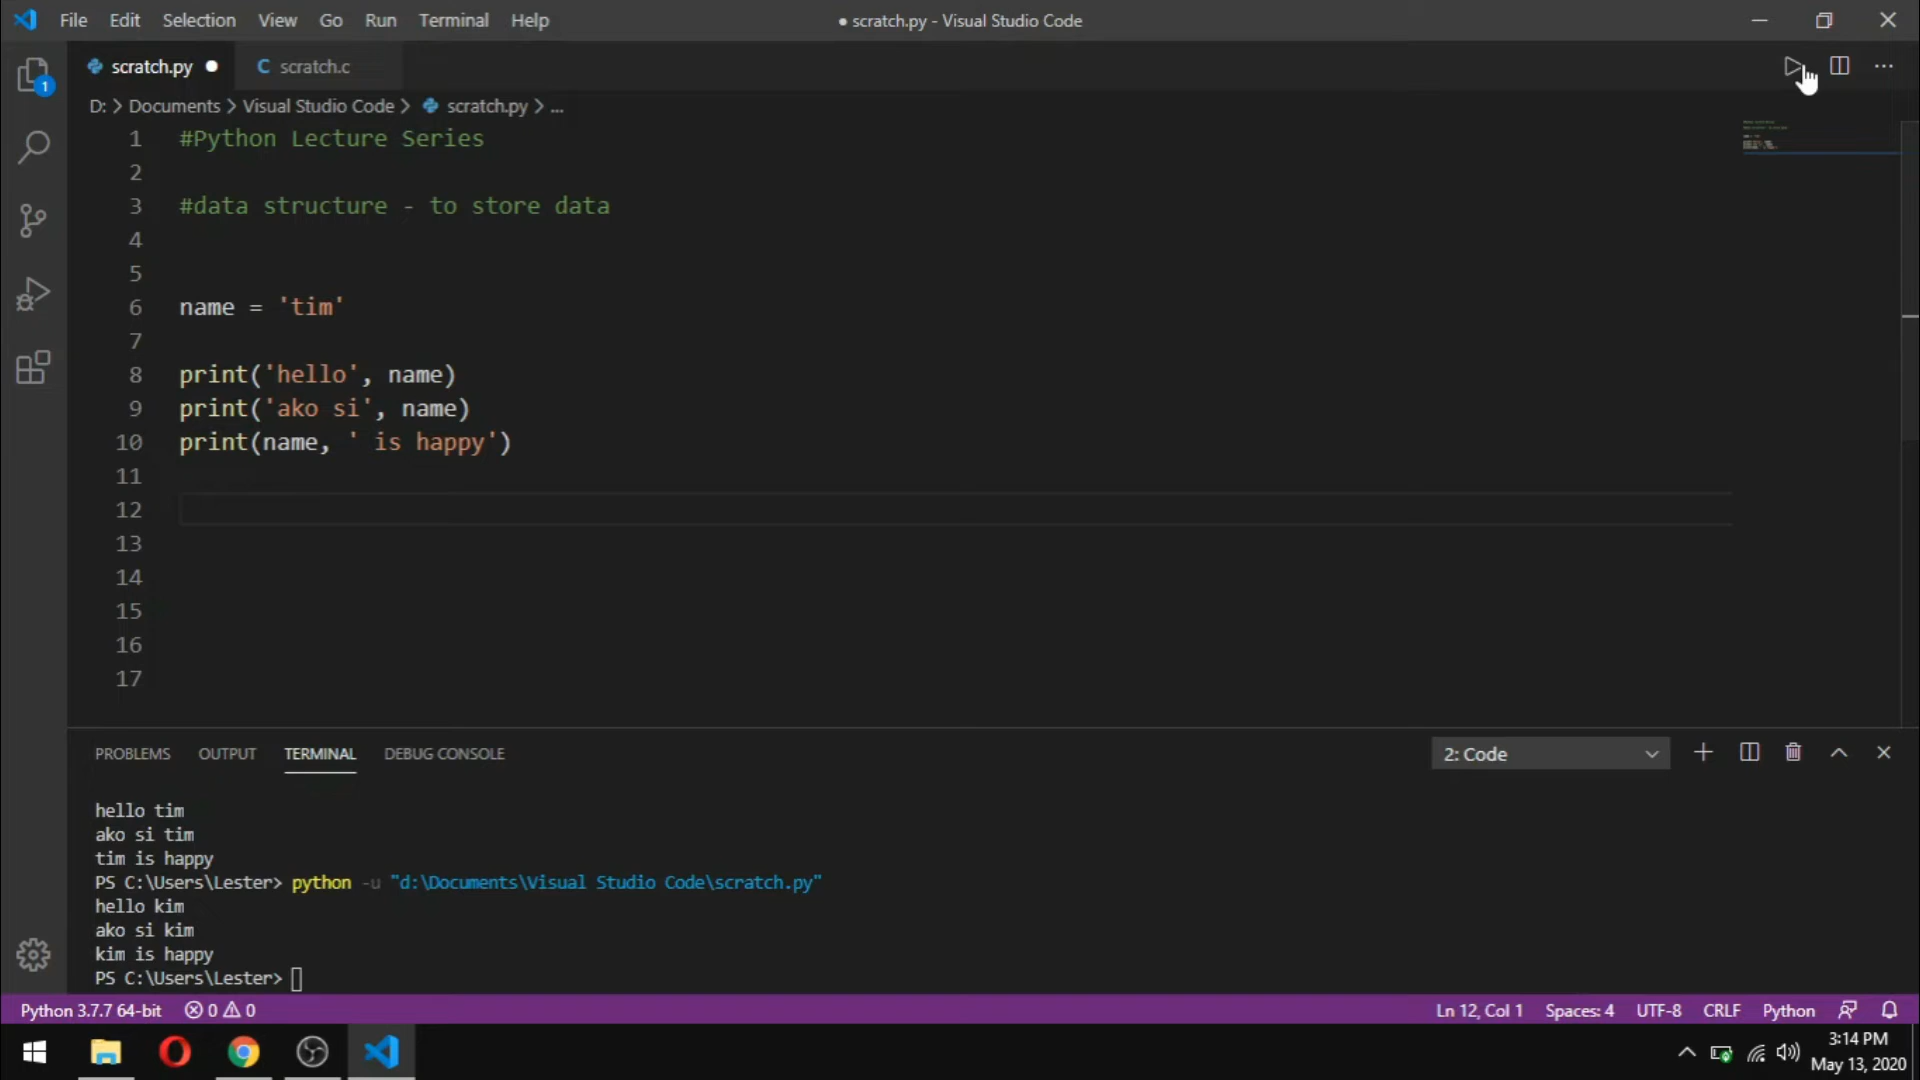 File Edit Selection View Go Run Terminal Help
● scratch.py - Visual Studio Code
scratch.py ●
C scratch.c
1
D: > Documents > Visual Studio Code > scratch.py > ...
1 #Python Lecture Series
2
3 #data structure - to store data
4
5
6 name = 'tim'
7
8 print('hello', name)
9 print('ako si', name)
10 print(name, ' is happy')
11
12
13
14
15
16
17
PROBLEMS OUTPUT TERMINAL DEBUG CONSOLE
2: Code
hello tim
ako si tim
tim is happy
PS C:\Users\Lester> python -u "d:\Documents\Visual Studio Code\scratch.py"
hello kim
ako si kim
kim is happy
PS C:\Users\Lester>
Python 3.7.7 64-bit 0 0
Ln 12, Col 1 Spaces: 4 UTF-8 CRLF Python
3:14 PM
May 13, 2020